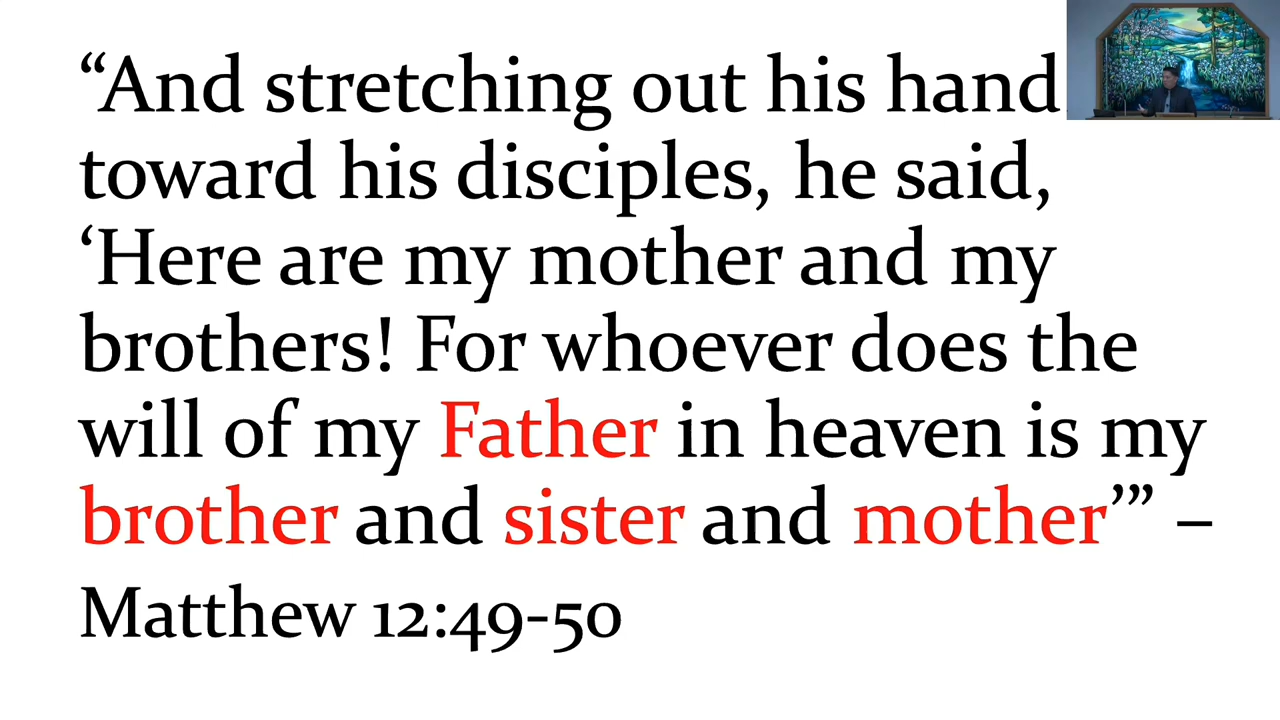 “And stretching out his hand
toward his disciples, he said,
‘Here are my mother and my
brothers! For whoever does the
will of my Father in heaven is my
brother and sister and mother’” –
Matthew 12:49-50